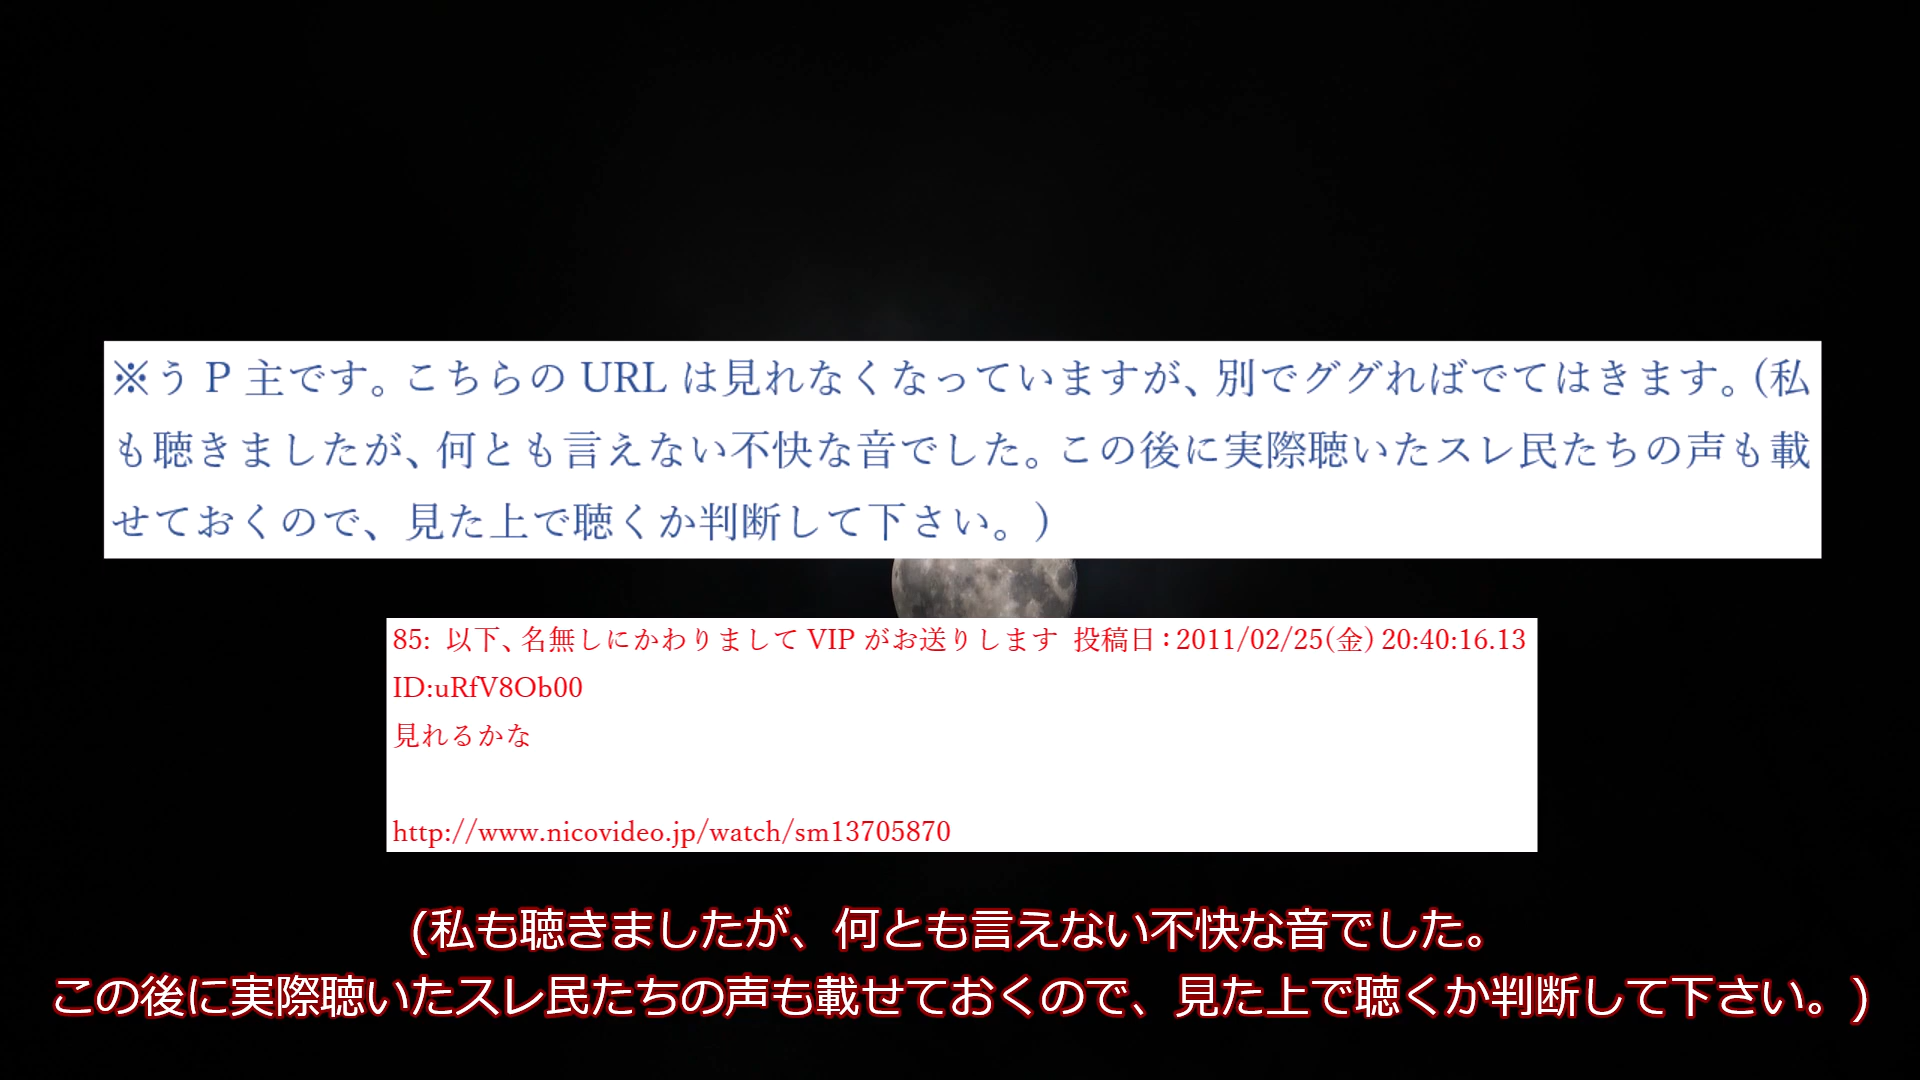 ※うP主です。こちらのURLは見れなくなっていますが、別でググればでてはきます。(私
も聴きましたが、何とも言えない不快な音でした。この後に実際聴いたスレ民たちの声も載
せておくので、見た上で聴くか判断して下さい。)
85: 以下、名無しにかわりましてVIPがお送りします 投稿日:2011/02/25(金) 20:40:16.13
ID:uRfV8Ob00
見れるかな
http://www.nicovideo.jp/watch/sm13705870
(私も聴きましたが、何とも言えない不快な音でした。
この後に実際聴いたスレ民たちの声も載せておくので、見た上で聴くか判断して下さい。)